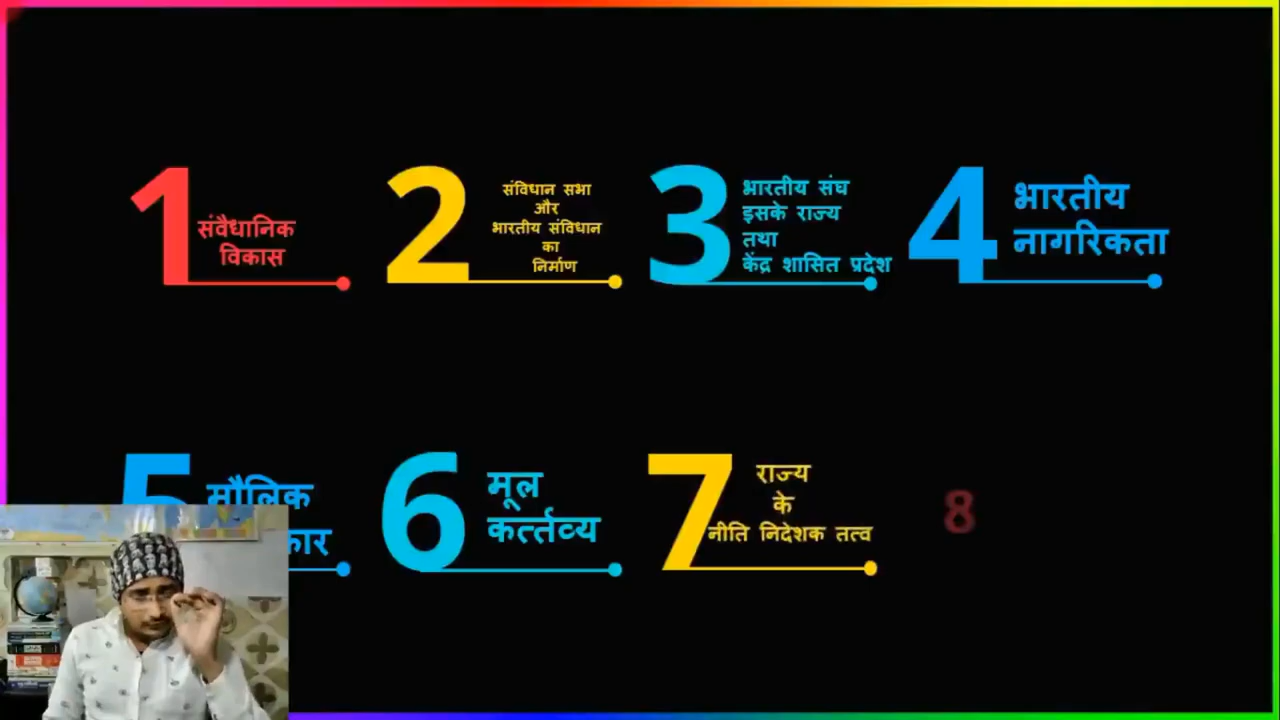 1
संवैधानिक
विकास
2
संविधान सभा
और
भारतीय संविधान
का
निर्माण
3
भारतीय संघ
इसके राज्य
तथा
केंद्र शासित प्रदेश
4
भारतीय
नागरिकता
5
मौलिक
6
मूल
कर्त्तव्य
7
राज्य
के
नीति निदेशक तत्व
8